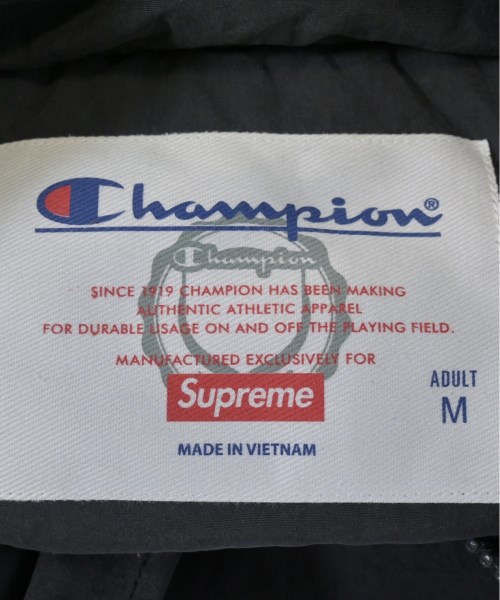 Champion®
Champion
SINCE 1919 CHAMPION HAS BEEN MAKING
AUTHENTIC ATHLETIC APPAREL
FOR DURABLE USAGE ON AND OFF THE PLAYING FIELD.
MANUFACTURED EXCLUSIVELY FOR
Supreme
ADULT
M
MADE IN VIETNAM